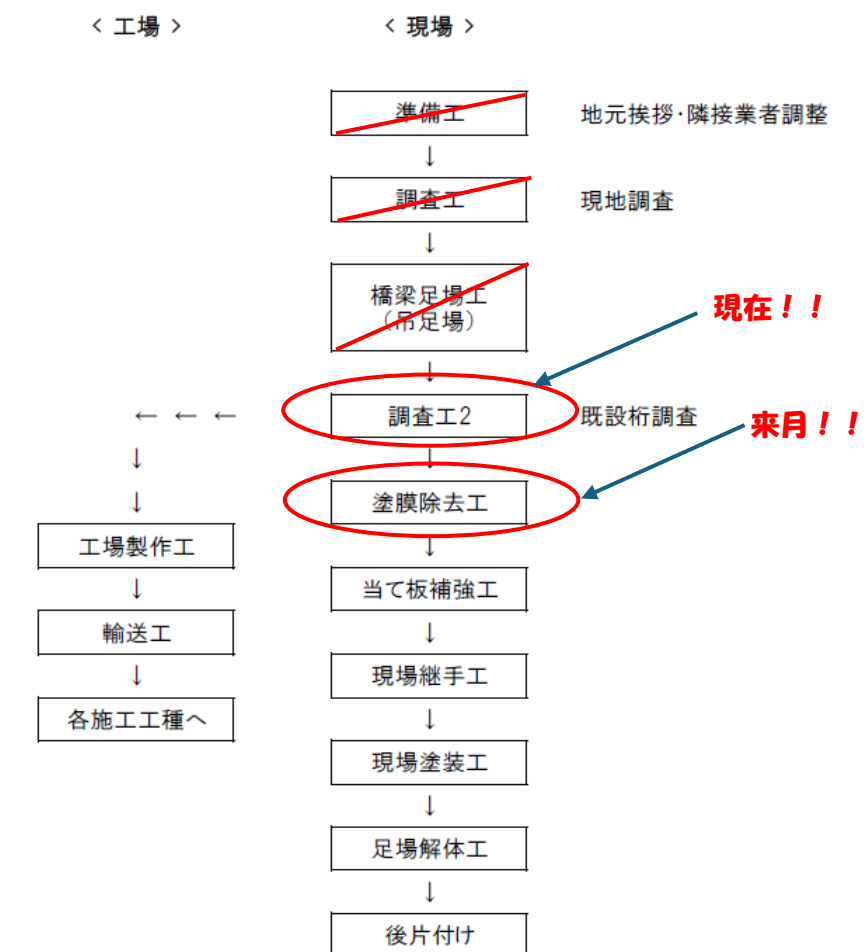 < 工場 >
< 現場 >
準備工
地元挨拶･隣接業者調整
↓
調査工
現地調査
↓
橋梁足場工
（吊足場）
現在！！
↓
← ← ←
調査工2
既設桁調査
来月！！
↓
↓
↓
塗膜除去工
工場製作工
↓
↓
当て板補強工
輸送工
↓
↓
現場継手工
各施工工種へ
↓
現場塗装工
↓
足場解体工
↓
後片付け